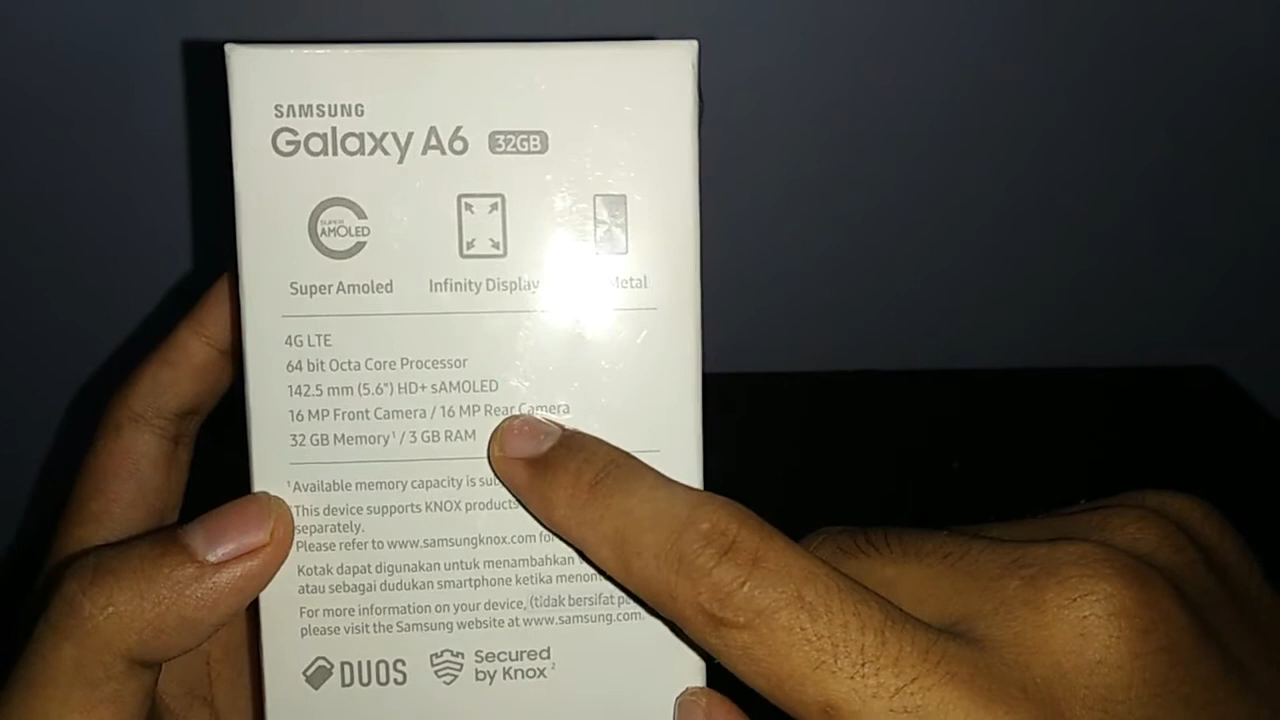 SAMSUNG
Galaxy A6 32GB
SUPER AMOLED
Super Amoled Infinity Display Metal
4G LTE
64 bit Octa Core Processor
142.5 mm (5.6") HD+ sAMOLED
16 MP Front Camera / 16 MP Rear Camera
32 GB Memory¹ / 3 GB RAM
¹Available memory capacity is
This device supports KNOX products
separately.
Please refer to www.samsungknox.com for
Kotak dapat digunakan untuk menambahkan
atau sebagai dudukan smartphone ketika
For more information on your device, (tidak bersifat
please visit the Samsung website at www.samsung.com.
DUOS Secured
by Knox²